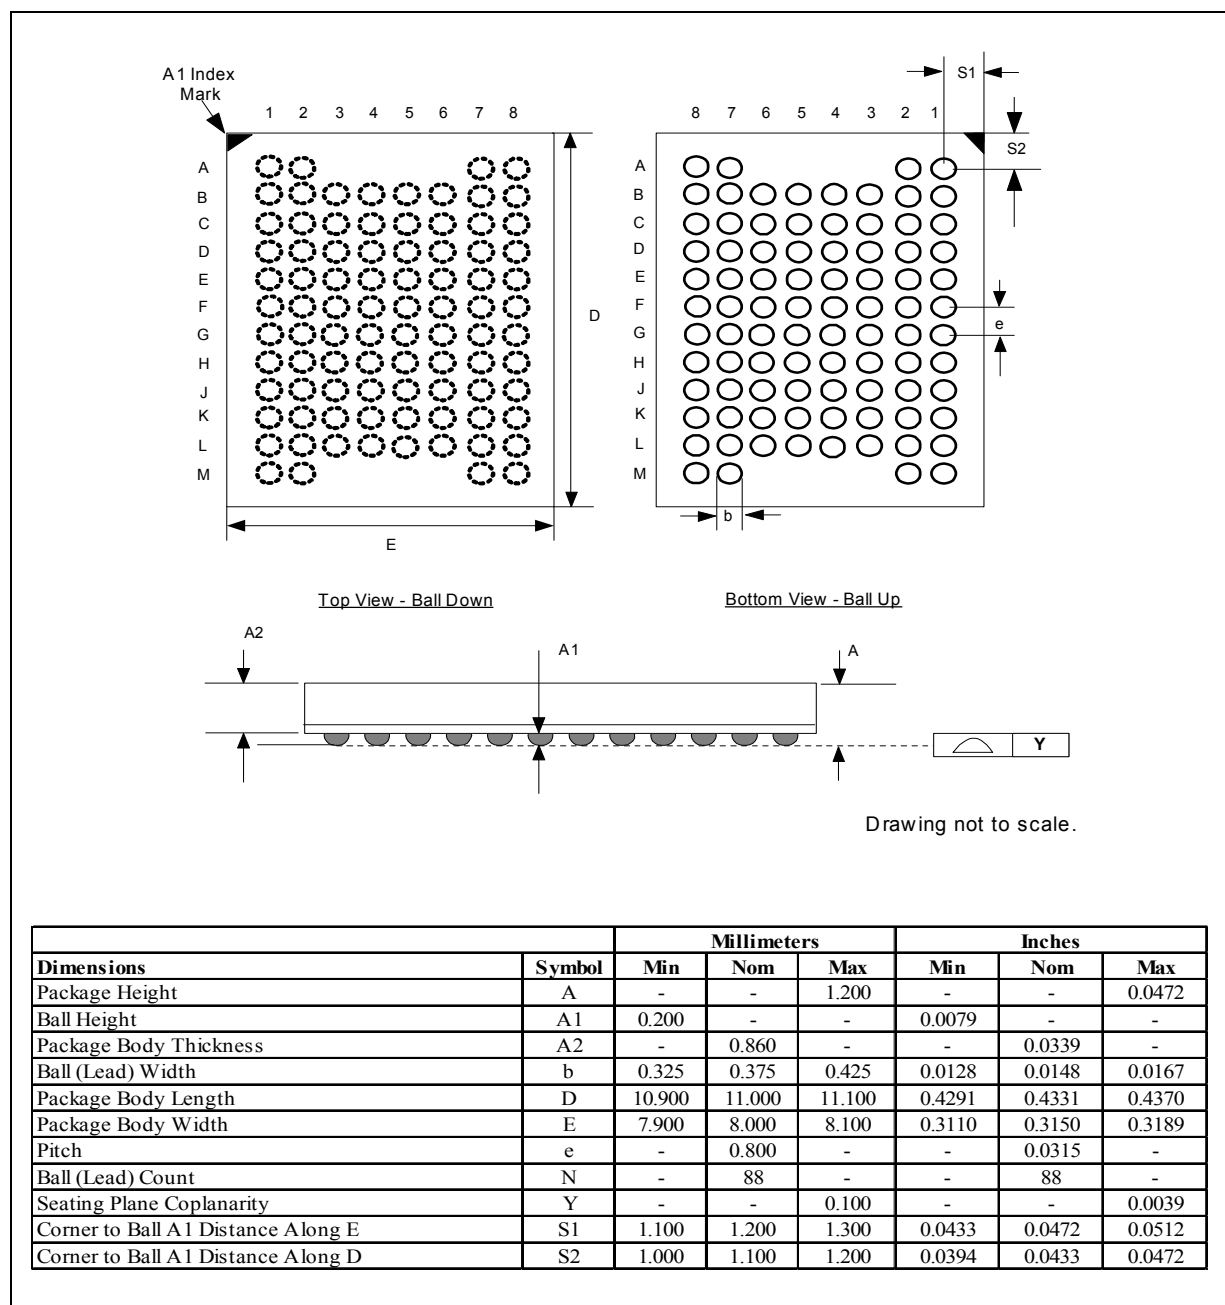 A1 Index
Mark
1 2 3 4 5 6 7 8
A
B
C
D
E
F
G
H
J
K
L
M
D
E
8 7 6 5 4 3 2 1
S1
S2
A
B
C
D
E
F
G
H
J
K
L
M
e
b
Top View - Ball Down
Bottom View - Ball Up
A2
A1
A
Y
Drawing not to scale.
Millimeters Inches
Dimensions Symbol Min Nom Max Min Nom Max
Package Height A - - 1.200 - - 0.0472
Ball Height A1 0.200 - - 0.0079 - -
Package Body Thickness A2 - 0.860 - - 0.0339 -
Ball (Lead) Width b 0.325 0.375 0.425 0.0128 0.0148 0.0167
Package Body Length D 10.900 11.000 11.100 0.4291 0.4331 0.4370
Package Body Width E 7.900 8.000 8.100 0.3110 0.3150 0.3189
Pitch e - 0.800 - - 0.0315 -
Ball (Lead) Count N - 88 - - 88 -
Seating Plane Coplanarity Y - - 0.100 - - 0.0039
Corner to Ball A1 Distance Along E S1 1.100 1.200 1.300 0.0433 0.0472 0.0512
Corner to Ball A1 Distance Along D S2 1.000 1.100 1.200 0.0394 0.0433 0.0472